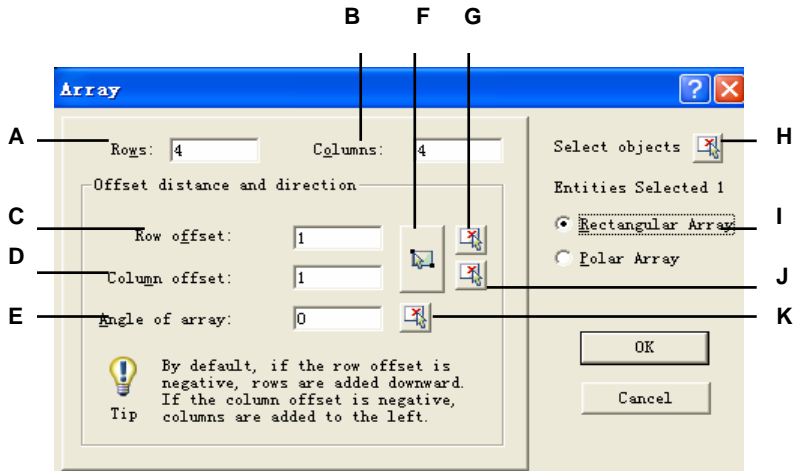 B F G
Array
A Rows: 4 Columns: 4 Select objects H
Offset distance and direction Entities Selected 1
C Row offset: 1 Rectangular Array I
D Column offset: 1 Polar Array J
E Angle of array: 0 K
By default, if the row offset is
negative, rows are added downward.
If the column offset is negative,
Tip columns are added to the left.
OK
Cancel